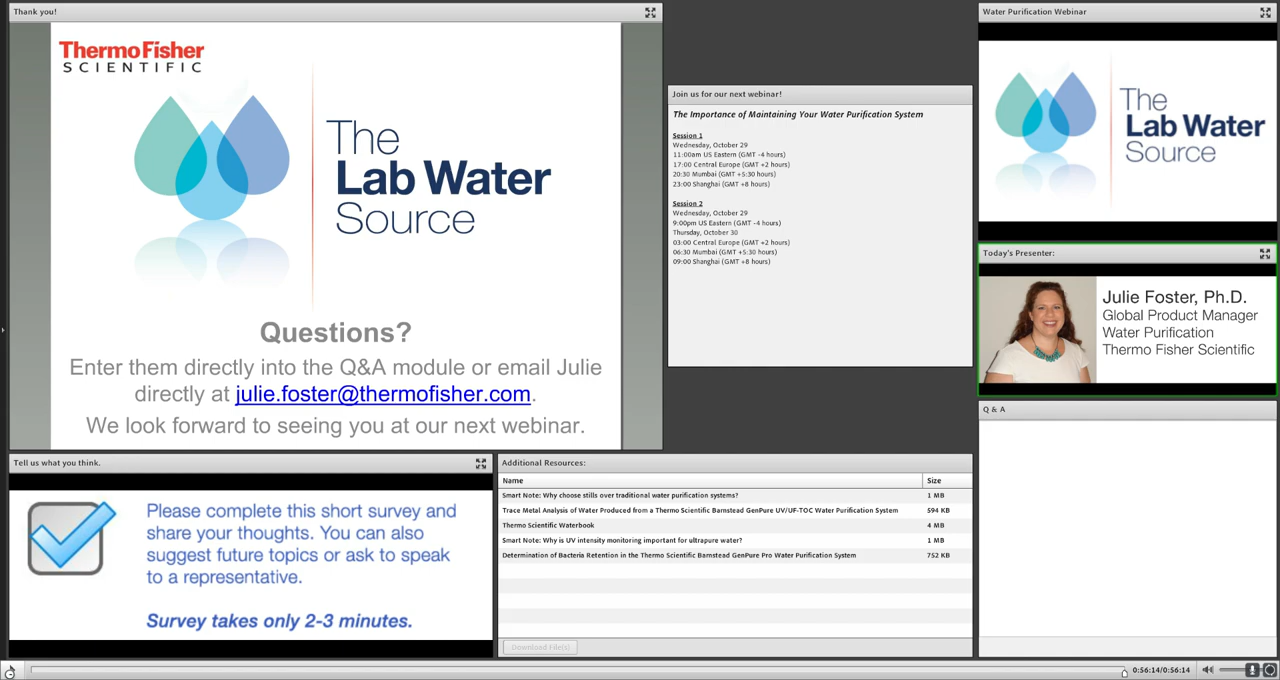 Thank you!
ThermoFisher
SCIENTIFIC
The
Lab Water
Source
Questions?
Enter them directly into the Q&A module or email Julie
directly at julie.foster@thermofisher.com.
We look forward to seeing you at our next webinar.
Join us for our next webinar!
The Importance of Maintaining Your Water Purification System
Session 1
Wednesday, October 29
11:00am US Eastern (GMT -4 hours)
17:00 Central Europe (GMT +2 hours)
20:30 Mumbai (GMT +5:30 hours)
23:00 Shanghai (GMT +8 hours)
Session 2
Wednesday, October 29
9:00pm US Eastern (GMT -4 hours)
Thursday, October 30
03:00 Central Europe (GMT +2 hours)
06:30 Mumbai (GMT +5:30 hours)
09:00 Shanghai (GMT +8 hours)
Water Purification Webinar
The
Lab Water
Source
Today's Presenter:
Julie Foster, Ph.D.
Global Product Manager
Water Purification
Thermo Fisher Scientific
Q & A
Tell us what you think.
Please complete this short survey and
share your thoughts. You can also
suggest future topics or ask to speak
to a representative.
Survey takes only 2-3 minutes.
Additional Resources:
Name Size
Smart Note: Why choose stills over traditional water purification systems? 1 MB
Trace Metal Analysis of Water Produced from a Thermo Scientific Barnstead GenPure UV/UF-TOC Water Purification System 594 KB
Thermo Scientific Waterbook 4 MB
Smart Note: Why is UV intensity monitoring important for ultrapure water? 1 MB
Determination of Bacteria Retention in the Thermo Scientific Barnstead GenPure Pro Water Purification System 752 KB
Download File(s)
0:56:14/0:56:14